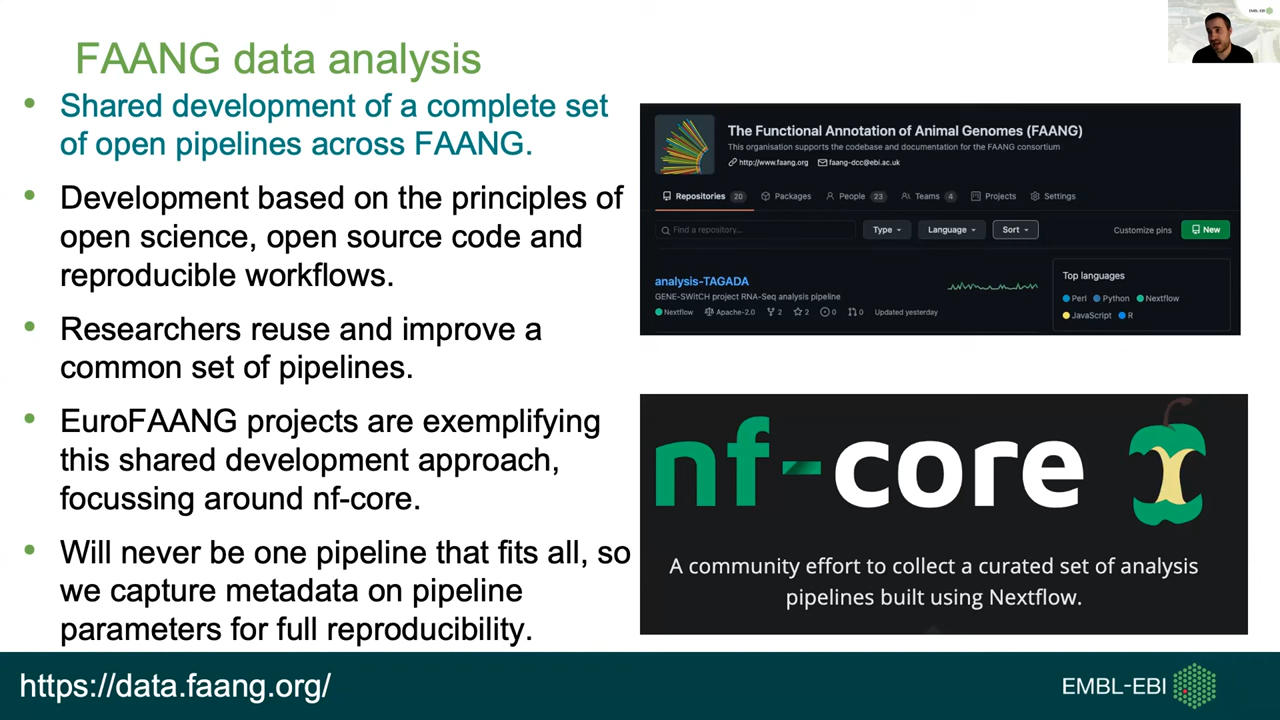 EMBL-EBI
FAANG data analysis
Shared development of a complete set
of open pipelines across FAANG.
Development based on the principles of
open science, open source code and
reproducible workflows.
Researchers reuse and improve a
common set of pipelines.
EuroFAANG projects are exemplifying
this shared development approach,
focussing around nf-core.
Will never be one pipeline that fits all, so
we capture metadata on pipeline
parameters for full reproducibility.
The Functional Annotation of Animal Genomes (FAANG)
This organisation supports the codebase and documentation for the FAANG consortium
http://www.faang.org faang-dcc@ebi.ac.uk
Repositories 20 Packages People 23 Teams 4 Projects Settings
Find a repository... Type Language Sort Customize pins New
analysis-TAGADA
GENE-SWitCH project RNA-Seq analysis pipeline
Nextflow Apache-2.0 2 2 0 0 Updated yesterday
Top languages
Perl Python Nextflow
JavaScript R
nf-core
A community effort to collect a curated set of analysis
pipelines built using Nextflow.
https://data.faang.org/
EMBL-EBI